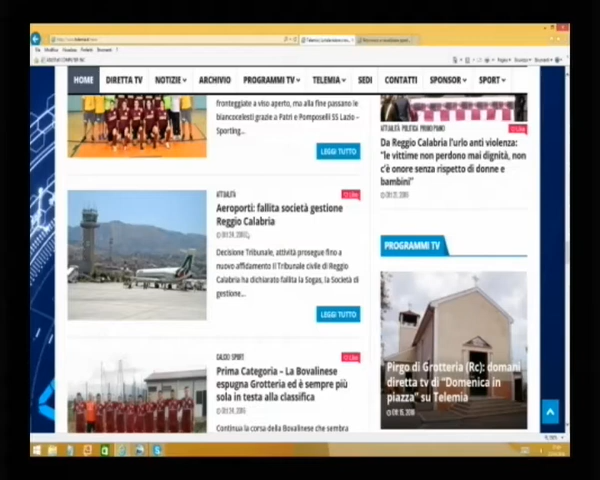 HOME DIRETTA TV NOTIZIE ARCHIVIO PROGRAMMI TV TELEMIA SEDI CONTATTI SPONSOR SPORT
fronteggiate a viso aperto, ma alla fine passano le
biancocelesti grazie a Patri e Pomposelli SS Lazio –
Sporting...
LEGGI TUTTO
ATTUALITÀ
Aeroporti: fallita società gestione
Reggio Calabria
Decisione Tribunale, attività prosegue fino a
nuovo affidamento Il Tribunale civile di Reggio
Calabria ha dichiarato fallita la Sogas, la Società di
gestione...
LEGGI TUTTO
CALCIO SPORT
Prima Categoria – La Bovalinese
espugna Grotteria ed è sempre più
sola in testa alla classifica
Continua la corsa della Bovalinese che sembra
ATTUALITÀ POLITICA PRIMO PIANO
Da Reggio Calabria l'urlo anti violenza:
"le vittime non perdono mai dignità, non
c'è onore senza rispetto di donne e
bambini"
PROGRAMMI TV
Pirgo di Grotteria (Rc): domani
diretta tv di "Domenica in
piazza" su Telemia